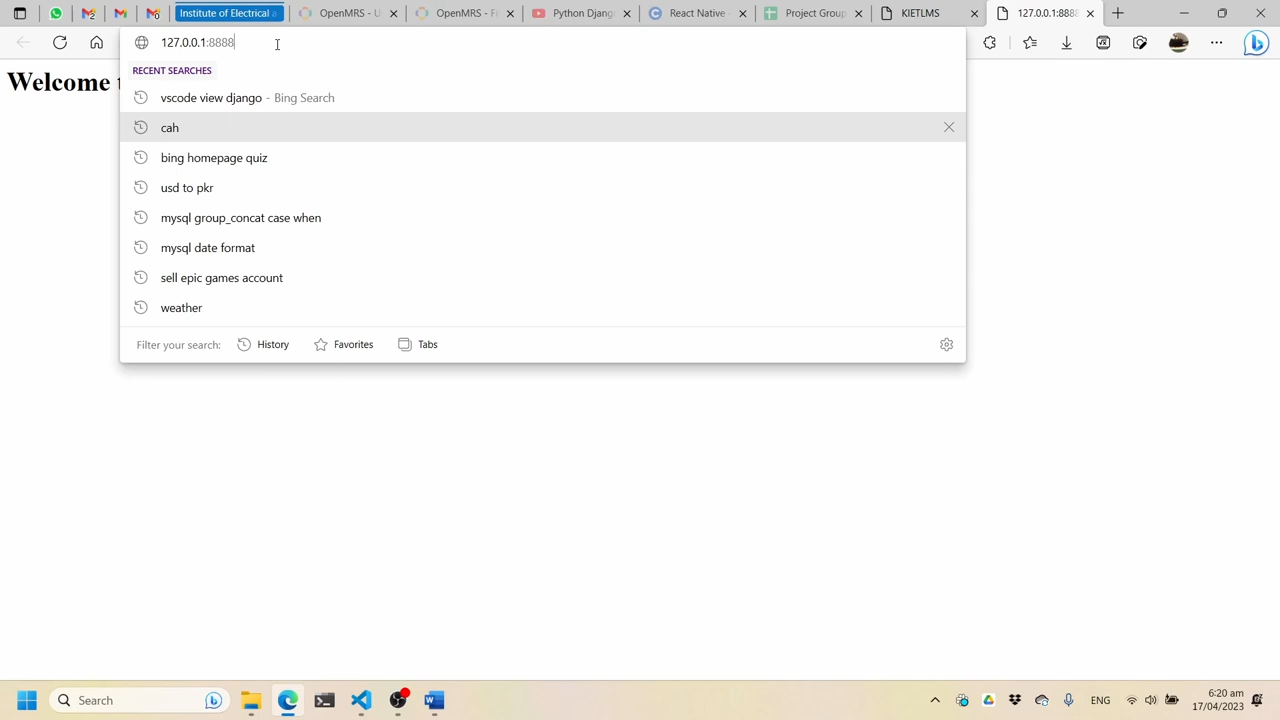 Institute of Electrical a
OpenMRS - U
OpenMRS - F
Python Djang
React Native -
Project Group
KIETLMS
127.0.0.1:8888
127.0.0.1:8888
Welcome t
RECENT SEARCHES
vscode view django - Bing Search
cah
bing homepage quiz
usd to pkr
mysql group_concat case when
mysql date format
sell epic games account
weather
Filter your search:
History
Favorites
Tabs
Search
ENG
6:20 am
17/04/2023